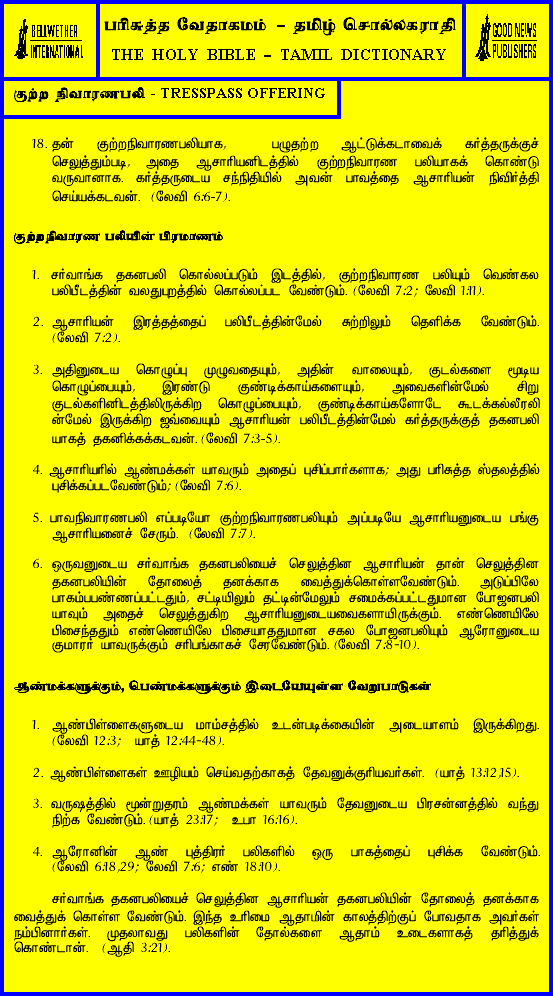 BELLWETHER
INTERNATIONAL
பரிசுத்த வேதாகமம் – தமிழ் சொல்லகராதி
THE HOLY BIBLE – TAMIL DICTIONARY
GOOD NEWS
PUBLISHERS
குற்ற நிவாரணபலி - TRESSPASS OFFERING
18. தன் குற்றநிவாரணபலியாக, பழுதற்ற ஆட்டுக்கடாவைக் கர்த்தருக்குச்
செலுத்தும்படி, அதை ஆசாரியனிடத்தில் குற்றநிவாரண பலியாகக் கொண்டு
வருவானாக. கர்த்தருடைய சந்நிதியில் அவன் பாவத்தை ஆசாரியன் நிவிர்த்தி
செய்யக்கடவன். (லேவி 6:6-7).
குற்றநிவாரண பலியின் பிரமாணம்
1. சர்வாங்க தகனபலி கொல்லப்படும் இடத்தில், குற்றநிவாரண பலியும் வெண்கல
பலிபீடத்தின் வலதுபுறத்தில் கொல்லப்பட வேண்டும். (லேவி 7:2; லேவி 1:11).
2. ஆசாரியன் இரத்தத்தைப் பலிபீடத்தின்மேல் சுற்றிலும் தெளிக்க வேண்டும்.
(லேவி 7:2).
3. அதினுடைய கொழுப்பு முழுவதையும், அதின் வாலையும், குடல்களை மூடிய
கொழுப்பையும், இரண்டு குண்டிக்காய்களையும், அவைகளின்மேல் சிறு
குடல்களினிடத்திலிருக்கிற கொழுப்பையும், குண்டிக்காய்களோடே கூடக்கல்லீரலி
ன்மேல் இருக்கிற ஜவ்வையும் ஆசாரியன் பலிபீடத்தின்மேல் கர்த்தருக்குத் தகனபலி
யாகத் தகனிக்கக்கடவன். (லேவி 7:3-5).
4. ஆசாரியரில் ஆண்மக்கள் யாவரும் அதைப் புசிப்பார்களாக; அது பரிசுத்த ஸ்தலத்தில்
புசிக்கப்படவேண்டும்; (லேவி 7:6).
5. பாவநிவாரணபலி எப்படியோ குற்றநிவாரணபலியும் அப்படியே ஆசாரியனுடைய பங்கு
ஆசாரியனைச் சேரும். (லேவி 7:7).
6. ஒருவனுடைய சர்வாங்க தகனபலியைச் செலுத்தின ஆசாரியன் தான் செலுத்தின
தகனபலியின் தோலைத் தனக்காக வைத்துக்கொள்ளவேண்டும். அடுப்பிலே
பாகம்பண்ணப்பட்டதும், சட்டியிலும் தட்டின்மேலும் சமைக்கப்பட்டதுமான போஜனபலி
யாவும் அதைச் செலுத்துகிற ஆசாரியனுடையவைகளாயிருக்கும். எண்ணெயிலே
பிசைந்ததும் எண்ணெயிலே பிசையாததுமான சகல போஜனபலியும் ஆரோனுடைய
குமாரர் யாவருக்கும் சரிபங்காகச் சேரவேண்டும். (லேவி 7:8-10).
ஆண்மக்களுக்கும், பெண்மக்களுக்கும் இடையேயுள்ள வேறுபாடுகள்
1. ஆண்பிள்ளைகளுடைய மாம்சத்தில் உடன்படிக்கையின் அடையாளம் இருக்கிறது.
(லேவி 12:3; யாத் 12:44-48).
2. ஆண்பிள்ளைகள் ஊழியம் செய்வதற்காகத் தேவனுக்குரியவர்கள். (யாத் 13:12,15).
3. வருஷத்தில் மூன்றுதரம் ஆண்மக்கள் யாவரும் தேவனுடைய பிரசன்னத்தில் வந்து
நிற்க வேண்டும். (யாத் 23:17; உபா 16:16).
4. ஆரோனின் ஆண் புத்திரர் பலிகளில் ஒரு பாகத்தைப் புசிக்க வேண்டும்.
(லேவி 6:18,29; லேவி 7:6; எண் 18:10).
சர்வாங்க தகனபலியைச் செலுத்தின ஆசாரியன் தகனபலியின் தோலைத் தனக்காக
வைத்துக் கொள்ள வேண்டும். இந்த உரிமை ஆதாமின் காலத்திற்குப் போவதாக அவர்கள்
நம்பினார்கள். முதலாவது பலிகளின் தோல்களை ஆதாம் உடைகளாகத் தரித்துக்
கொண்டான். (ஆதி 3:21).